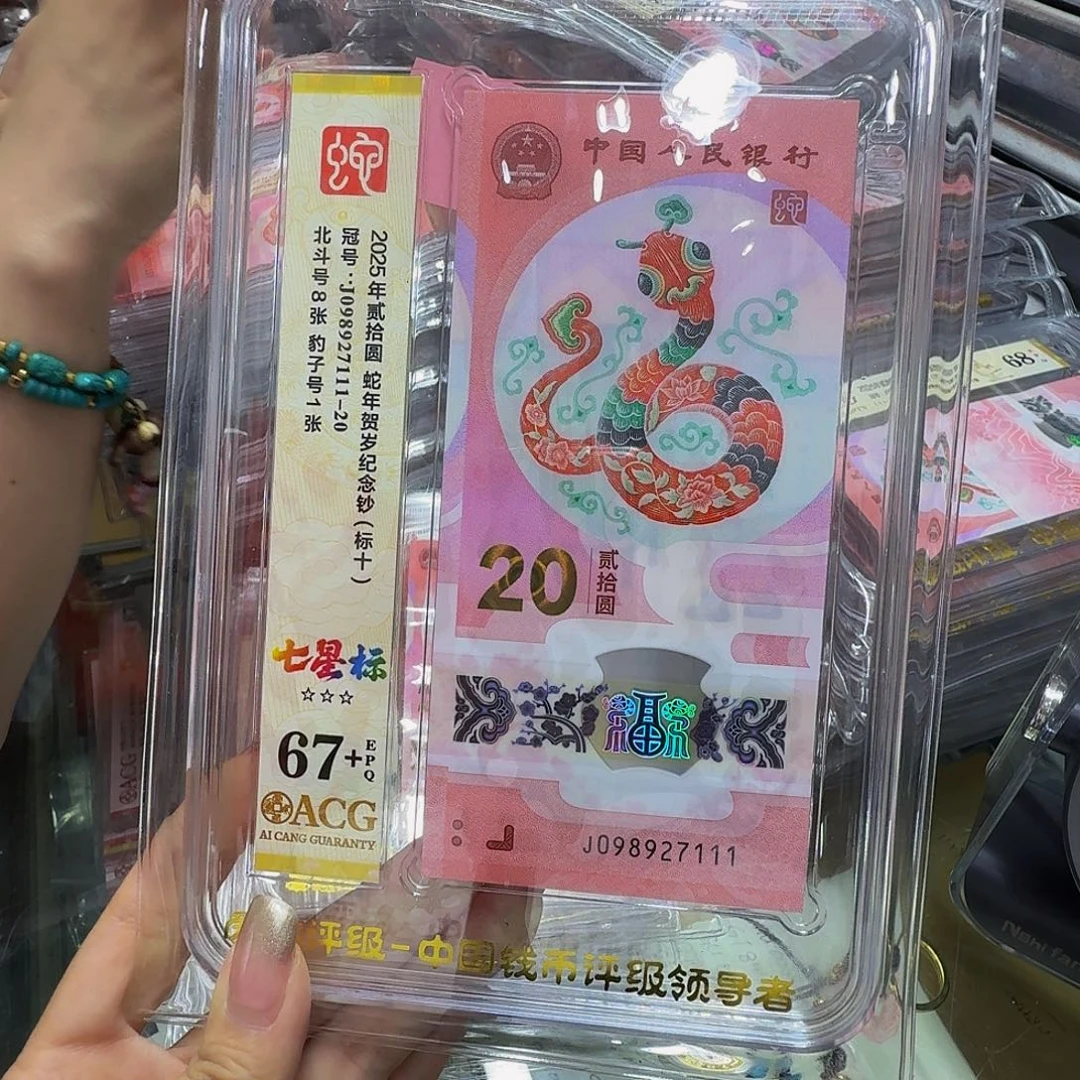 蛇
2025年贰拾圆 蛇年贺岁纪念钞(标十)
冠号:J098927111-20
北斗号8张 豹子号1张
七星标
☆☆☆
67+EPQ
ACG
AI CANG GUARANTY
中国人民银行
蛇
20
贰拾圆
福
J098927111
评级-中国钱币评级领导者
68
ACG